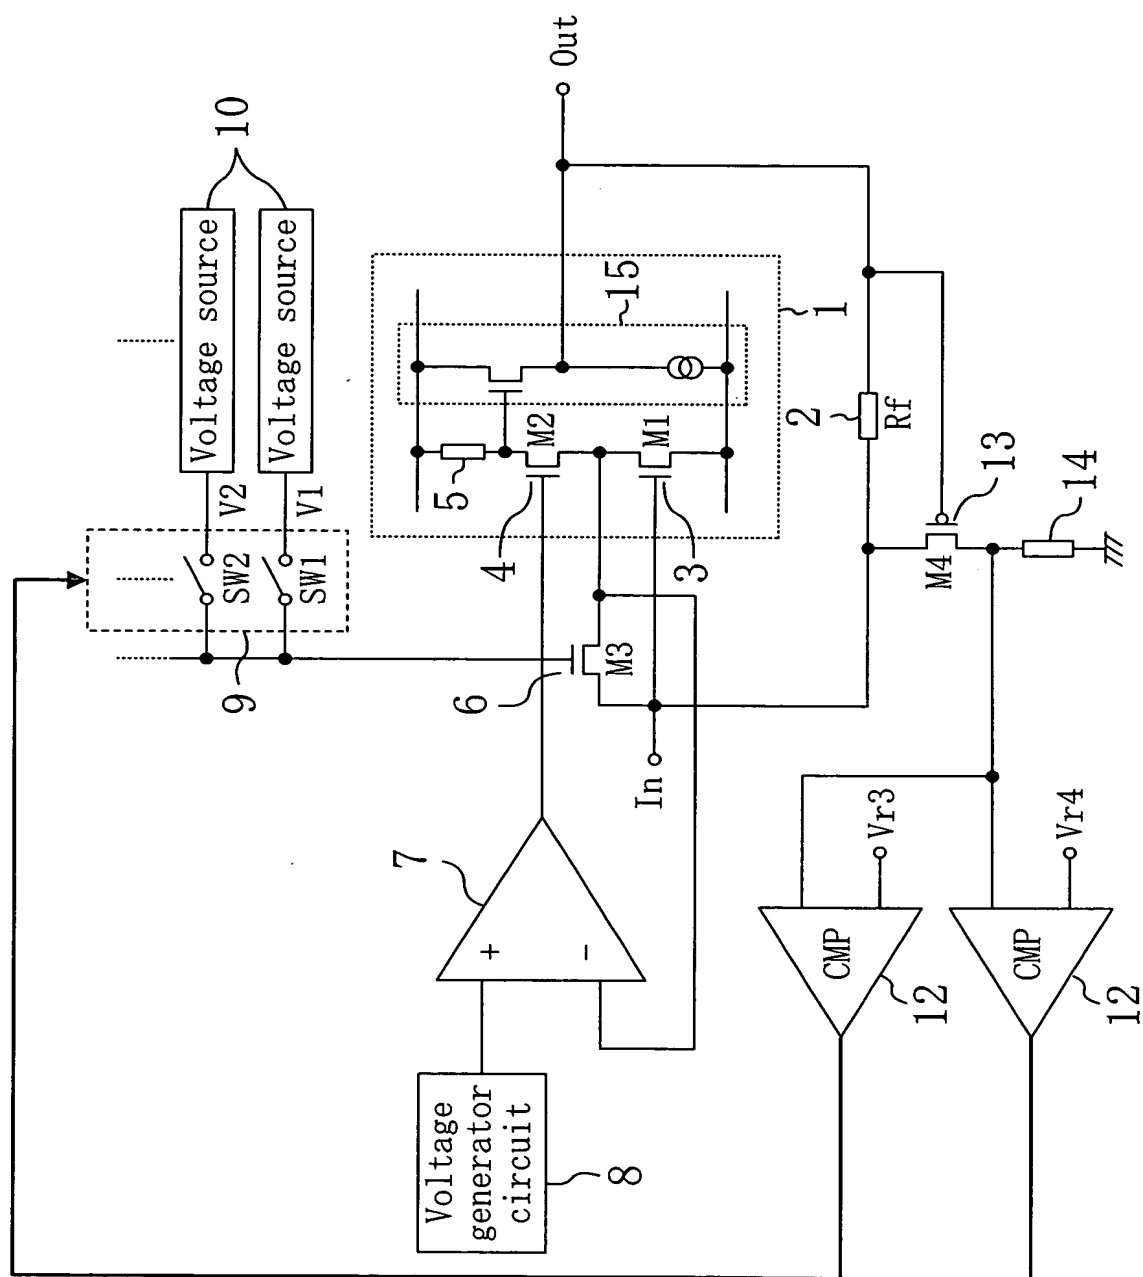 Voltage source
Voltage source
10
V2
V1
SW2
SW1
9
Out
15
1
5
M2
M1
4
3
6
M3
In
2
Rf
13
M4
14
7
+
−
Voltage
generator
circuit
8
Vr3
Vr4
CMP
CMP
12
12